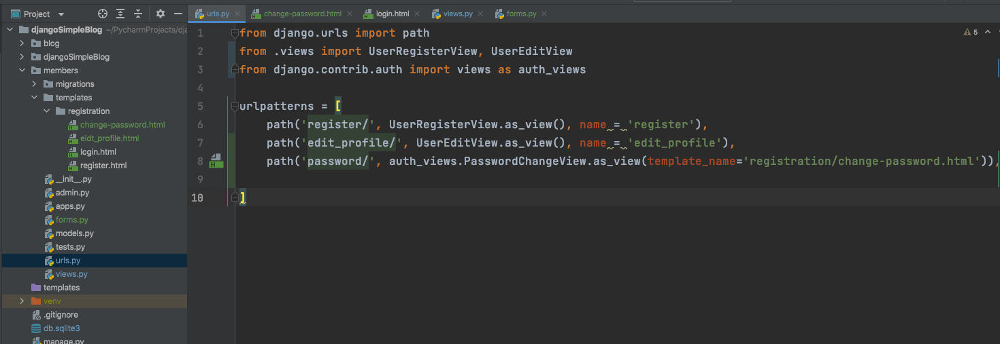 Project
urls.py
change-password.html
login.html
views.py
forms.py
djangoSimpleBlog ~/PycharmProjects/dja
blog
djangoSimpleBlog
members
migrations
templates
registration
change-password.html
eidt_profile.html
login.html
register.html
__init__.py
admin.py
apps.py
forms.py
models.py
tests.py
urls.py
views.py
templates
venv
.gitignore
db.sqlite3
manage.py
1 from django.urls import path
2 from .views import UserRegisterView, UserEditView
3 from django.contrib.auth import views as auth_views
4
5 urlpatterns = [
6 path('register/', UserRegisterView.as_view(), name = 'register'),
7 path('edit_profile/', UserEditView.as_view(), name = 'edit_profile'),
8 path('password/', auth_views.PasswordChangeView.as_view(template_name='registration/change-password.html')),
9
10 ]
5